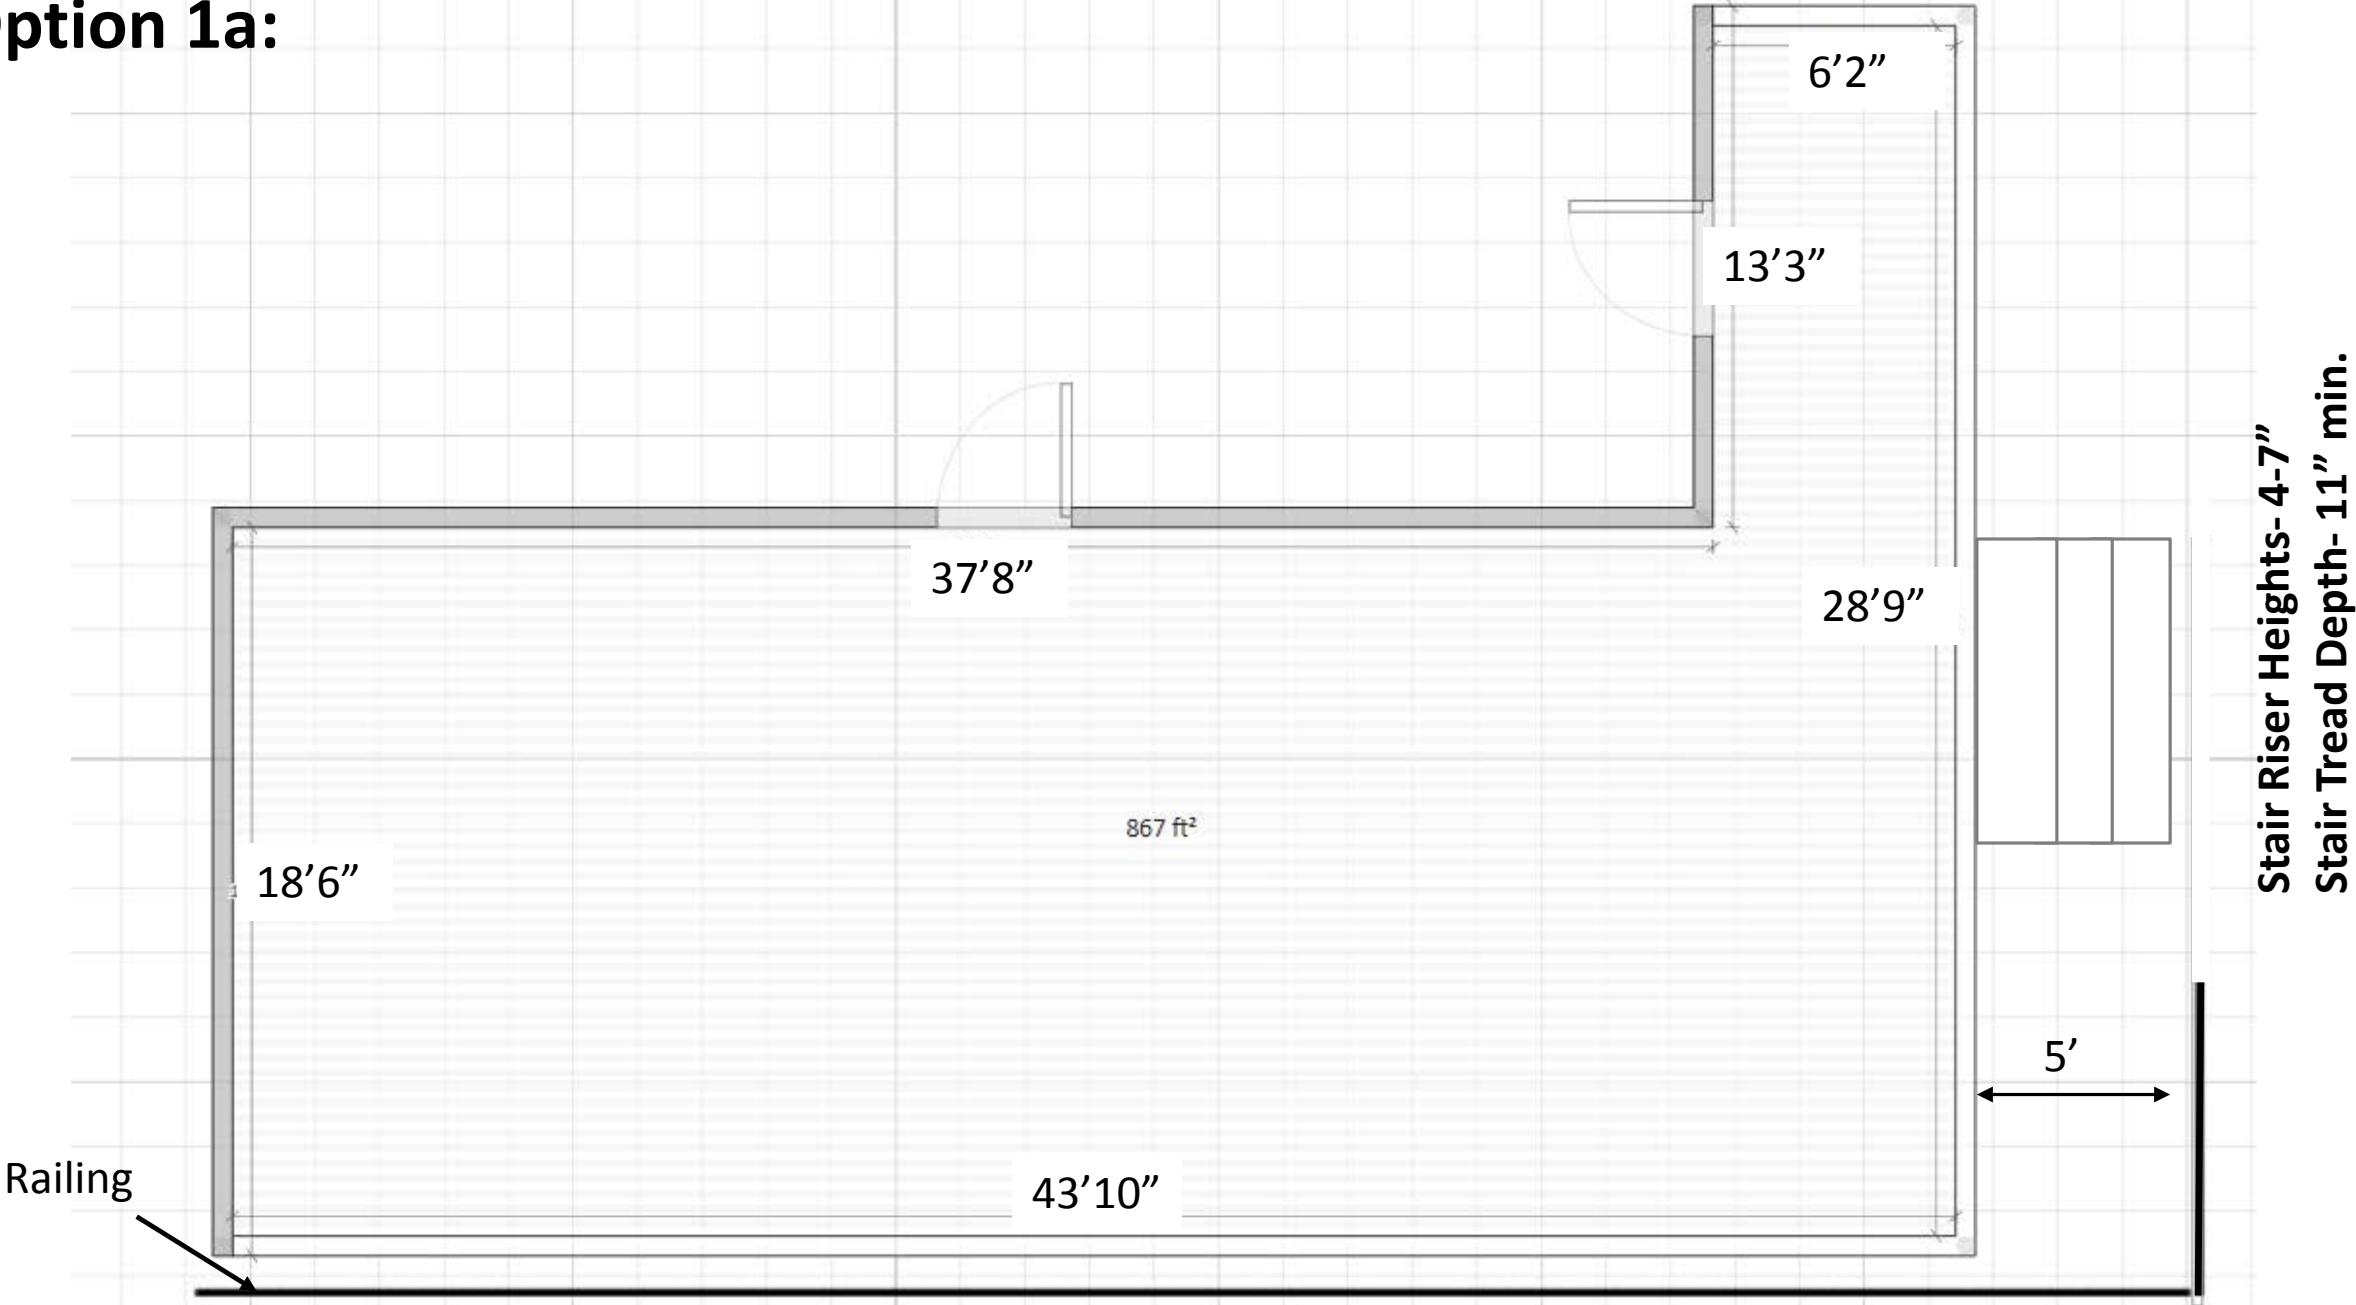 ption 1a:
6’2”
13’3”
37’8”
28’9”
Stair Riser Heights- 4-7”
Stair Tread Depth- 11” min.
867 ft²
18’6”
5’
Railing
43’10”